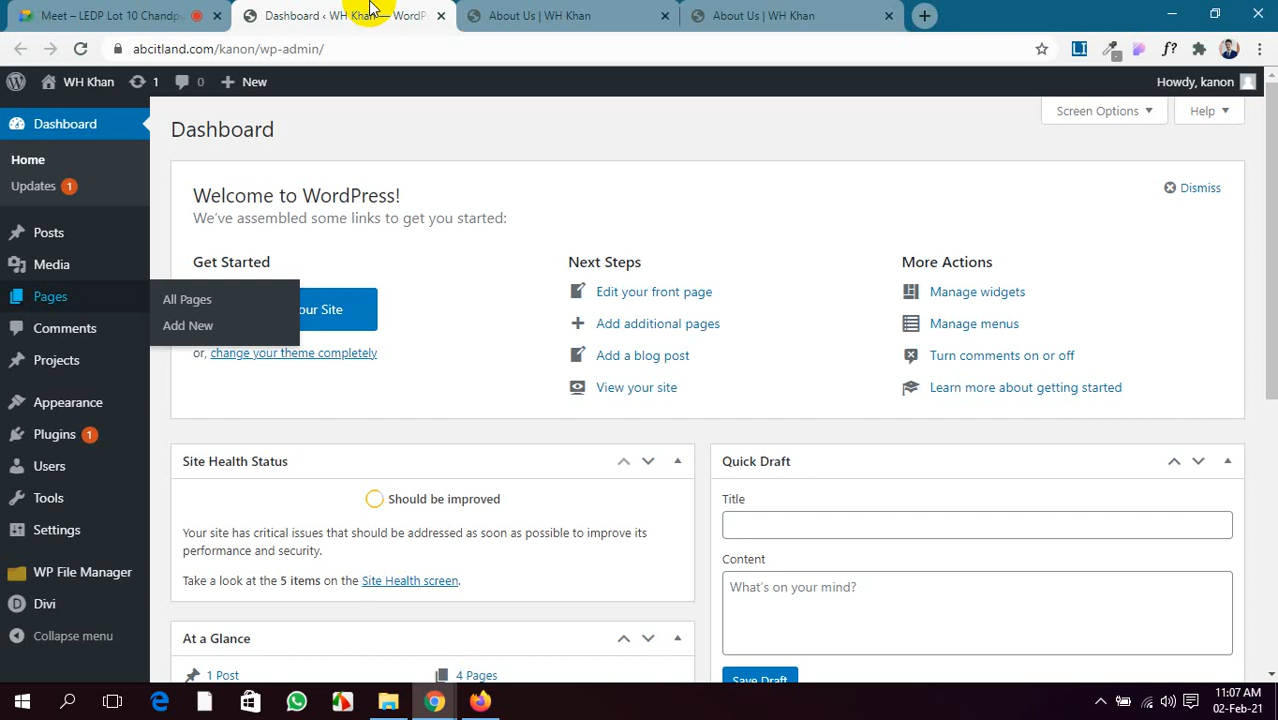 Meet – LEDP Lot 10 Chandp
Dashboard ‹ WH Khan — WordPr
About Us | WH Khan
About Us | WH Khan
abcitland.com/kanon/wp-admin/
WH Khan
1
0
New
Howdy, kanon
Dashboard
Home
Updates 1
Posts
Media
Pages
Comments
Projects
Appearance
Plugins 1
Users
Tools
Settings
WP File Manager
Divi
Collapse menu
All Pages
Add New
Screen Options
Help
Dashboard
Welcome to WordPress!
We've assembled some links to get you started:
Dismiss
Get Started
our Site
or, change your theme completely
Next Steps
Edit your front page
Add additional pages
Add a blog post
View your site
More Actions
Manage widgets
Manage menus
Turn comments on or off
Learn more about getting started
Site Health Status
Should be improved
Your site has critical issues that should be addressed as soon as possible to improve its
performance and security.
Take a look at the 5 items on the Site Health screen.
At a Glance
1 Post
4 Pages
Quick Draft
Title
Content
What's on your mind?
Save Draft
11:07 AM
02-Feb-21